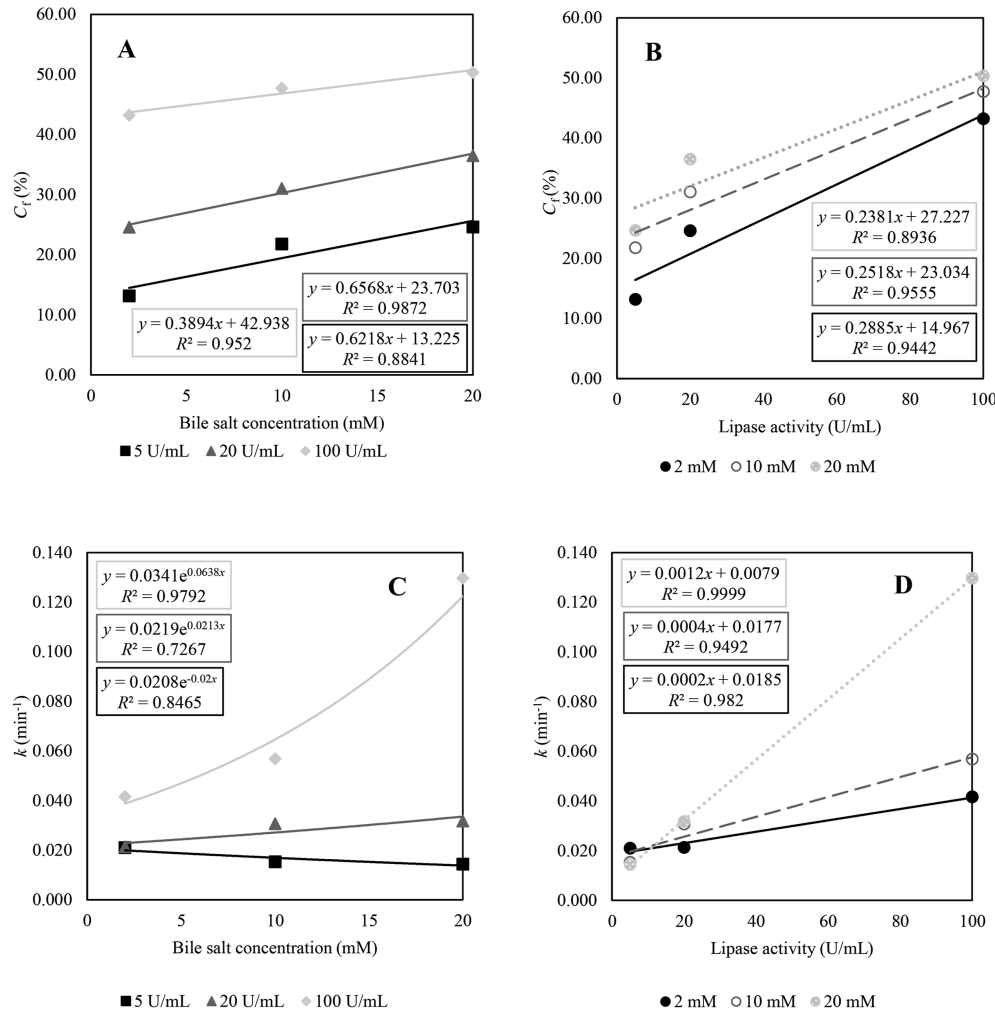 A
60.00
50.00
40.00
30.00
20.00
10.00
0.00
C_f (%)
y = 0.6568x + 23.703
R² = 0.9872
y = 0.3894x + 42.938
R² = 0.952
y = 0.6218x + 13.225
R² = 0.8841
0 5 10 15 20
Bile salt concentration (mM)
5 U/mL 20 U/mL 100 U/mL
B
60.00
50.00
40.00
30.00
20.00
10.00
0.00
C_f (%)
y = 0.2381x + 27.227
R² = 0.8936
y = 0.2518x + 23.034
R² = 0.9555
y = 0.2885x + 14.967
R² = 0.9442
0 20 40 60 80 100
Lipase activity (U/mL)
2 mM 10 mM 20 mM
C
0.140
0.120
0.100
0.080
0.060
0.040
0.020
0.000
k (min⁻¹)
y = 0.0341e^0.0638x
R² = 0.9792
y = 0.0219e^0.0213x
R² = 0.7267
y = 0.0208e^-0.02x
R² = 0.8465
0 5 10 15 20
Bile salt concentration (mM)
5 U/mL 20 U/mL 100 U/mL
D
0.140
0.120
0.100
0.080
0.060
0.040
0.020
0.000
k (min⁻¹)
y = 0.0012x + 0.0079
R² = 0.9999
y = 0.0004x + 0.0177
R² = 0.9492
y = 0.0002x + 0.0185
R² = 0.982
0 20 40 60 80 100
Lipase activity (U/mL)
2 mM 10 mM 20 mM